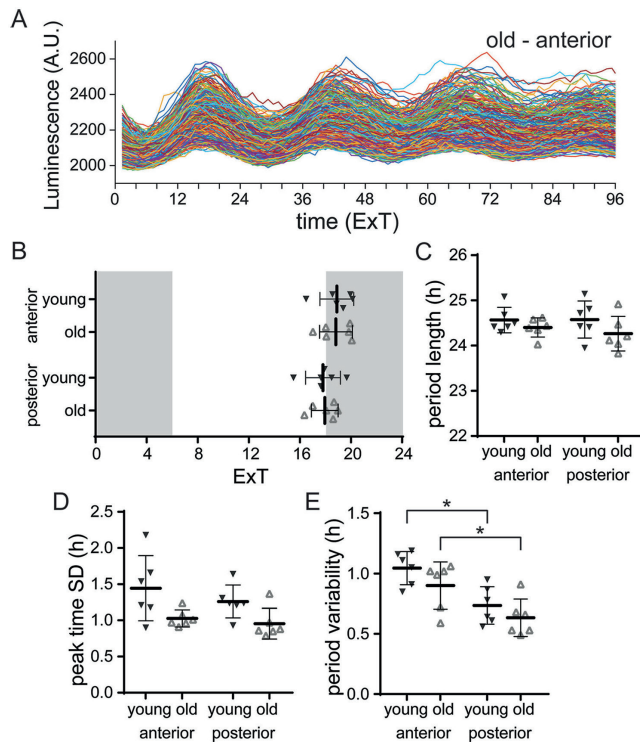 A
old - anterior
Luminescence (A.U.)
2600
2400
2200
2000
0 12 24 36 48 60 72 84 96
time (ExT)
B
anterior
young
old
posterior
young
old
0 4 8 12 16 20 24
ExT
C
period length (h)
26
25
24
23
22
young old young old
anterior posterior
D
peak time SD (h)
2.5
2.0
1.5
1.0
0.5
0.0
young old young old
anterior posterior
E
period variability (h)
1.5
1.0
0.5
0.0
* *
young old young old
anterior posterior